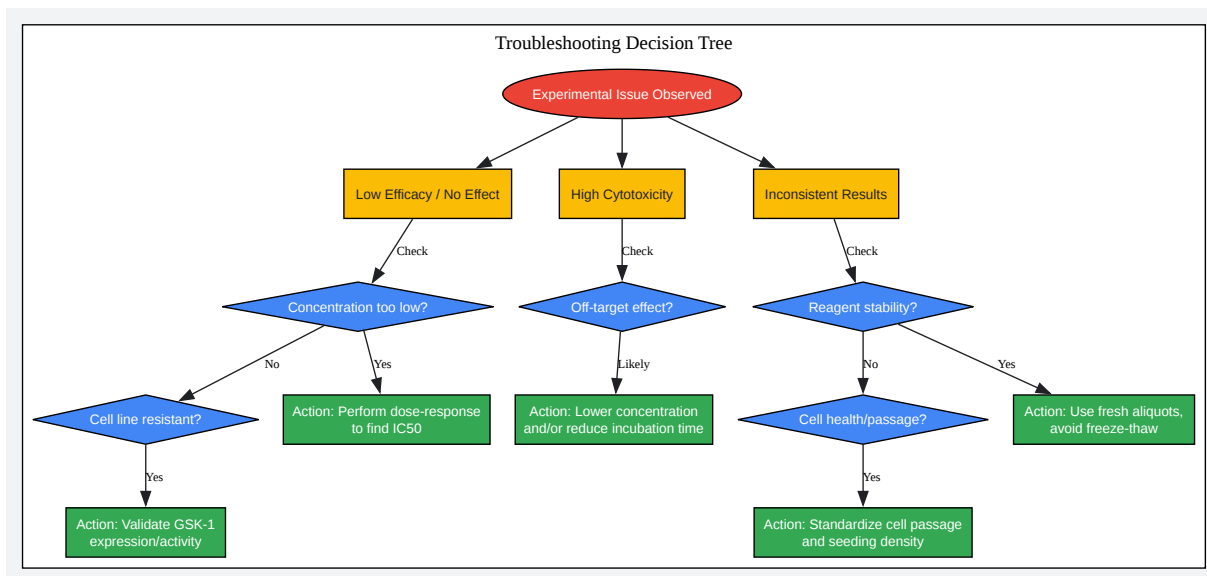 Troubleshooting Decision Tree
Experimental Issue Observed
Low Efficacy / No Effect
High Cytotoxicity
Inconsistent Results
Check
Check
Check
Concentration too low?
Off-target effect?
Reagent stability?
No
Yes
Likely
No
Yes
Cell line resistant?
Action: Perform dose-response
to find IC50
Action: Lower concentration
and/or reduce incubation time
Cell health/passage?
Action: Use fresh aliquots,
avoid freeze-thaw
Yes
Yes
Action: Validate GSK-1
expression/activity
Action: Standardize cell passage
and seeding density